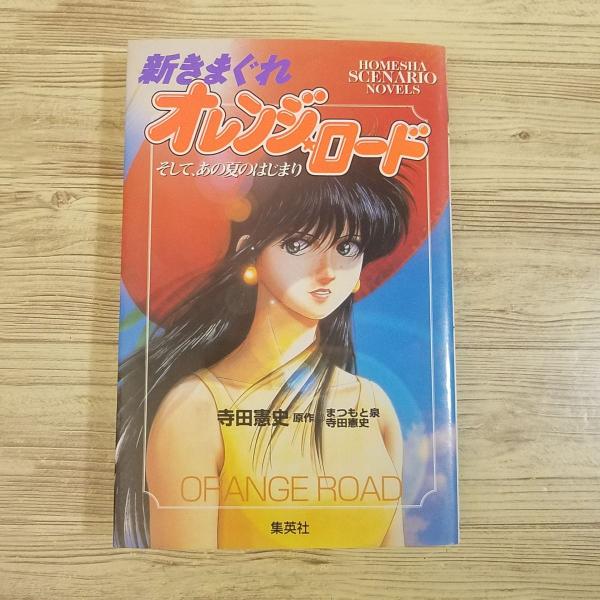 新きまぐれ
オレンジ☆ロード
そして、あの夏のはじまり
HOMESHA
SCENARIO
NOVELS
寺田憲史 原作 まつもと泉
寺田憲史
ORANGE ROAD
集英社